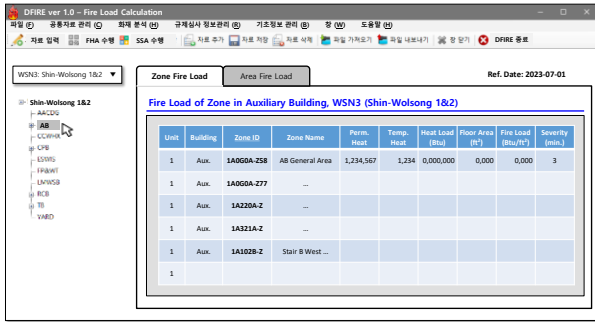 DFIRE ver 1.0 – Fire Load Calculation
파일 (F) 공통자료 관리 (C) 화재 분석 (H) 규제심사 정보관리 (R) 기초정보 관리 (B) 창 (W) 도움말 (H)
자료 입력 FHA 수행 SSA 수행 자료 추가 자료 저장 자료 삭제 파일 가져오기 파일 내보내기 창 닫기 DFIRE 종료
WSN3: Shin-Wolsong 1&2 ▼
Zone Fire Load Area Fire Load Ref. Date: 2023-07-01
Shin-Wolsong 1&2
AACDG
AB
CCWHX
CPB
ESWIS
FP&WT
RCB
TB
YARD
Fire Load of Zone in Auxiliary Building, WSN3 (Shin-Wolsong 1&2)
Unit Building Zone ID Zone Name Perm. Heat Temp. Heat Heat Load (Btu) Floor Area (ft²) Fire Load (Btu/ft²) Severity (min.)
1 Aux. 1A0G0A-Z58 AB General Area 1,234,567 1,234 0,000,000 0,000 0,000 3
1 Aux. 1A0G0A-Z77 ...
1 Aux. 1A220A-Z ...
1 Aux. 1A321A-Z ...
1 Aux. 1A102B-Z Stair B West ...
1